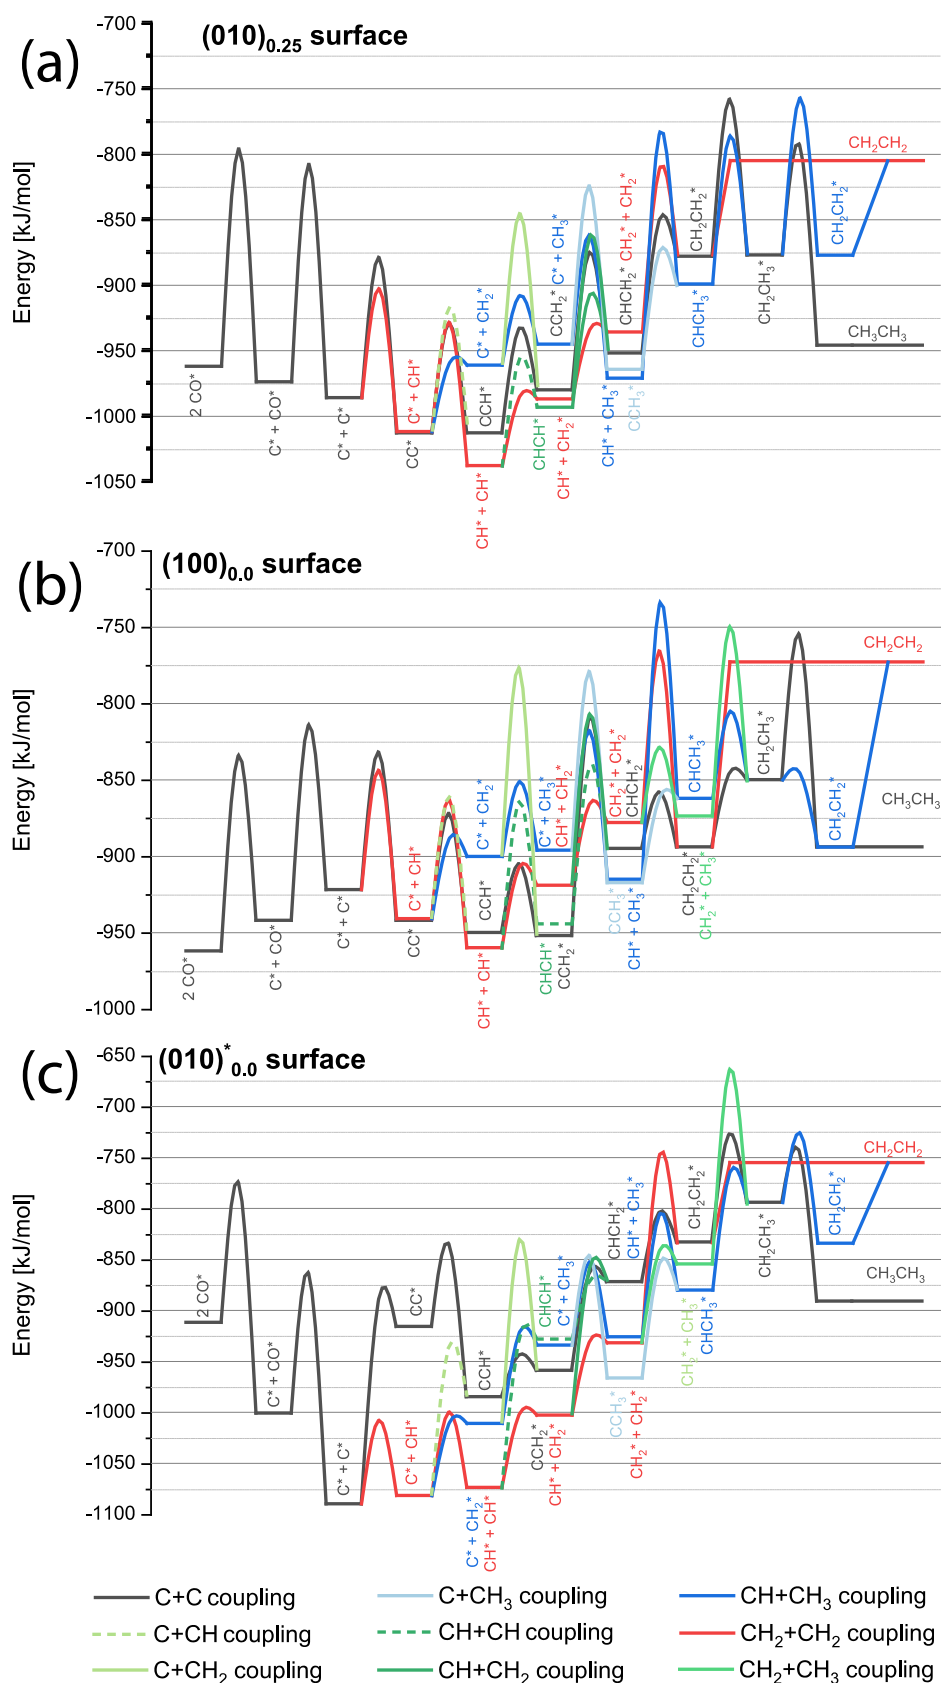 (a)
(010)0.25 surface
Energy [kJ/mol]
-700
-750
-800
-850
-900
-950
-1000
-1050
2 CO*
C* + CO*
C* + C*
CC*
C* + CH*
C* + CH2*
CCH*
CH* + CH*
CHCH*
CCH2*
C* + CH3*
CH* + CH2*
CHCH2*
CH2* + CH2*
CH* + CH3*
CCH3*
CH2CH2*
CHCH3*
CH2CH3*
CH2CH2*
CH2CH2
CH3CH3
(b)
(100)0.0 surface
Energy [kJ/mol]
-700
-750
-800
-850
-900
-950
-1000
2 CO*
C* + CO*
C* + C*
CC*
C* + CH*
C* + CH2*
CCH*
CH* + CH*
C* + CH3*
CH* + CH2*
CHCH*
CCH2*
CH2* + CH2*
CHCH2*
CCH3*
CH* + CH3*
CHCH3*
CH2CH2*
CH2* + CH3*
CH2CH3*
CH2CH2*
CH2CH2
CH3CH3
(c)
(010)*0.0 surface
Energy [kJ/mol]
-650
-700
-750
-800
-850
-900
-950
-1000
-1050
-1100
2 CO*
C* + CO*
C* + C*
CC*
C* + CH*
CCH*
C* + CH2*
CH* + CH*
CHCH*
C* + CH3*
CCH2*
CH* + CH2*
CHCH2*
CH* + CH3*
CCH3*
CH2* + CH2*
CH2CH2*
CH2* + CH3*
CHCH3*
CH2CH3*
CH2CH2*
CH2CH2
CH3CH3
C+C coupling
C+CH3 coupling
CH+CH3 coupling
C+CH coupling
CH+CH coupling
CH2+CH2 coupling
C+CH2 coupling
CH+CH2 coupling
CH2+CH3 coupling